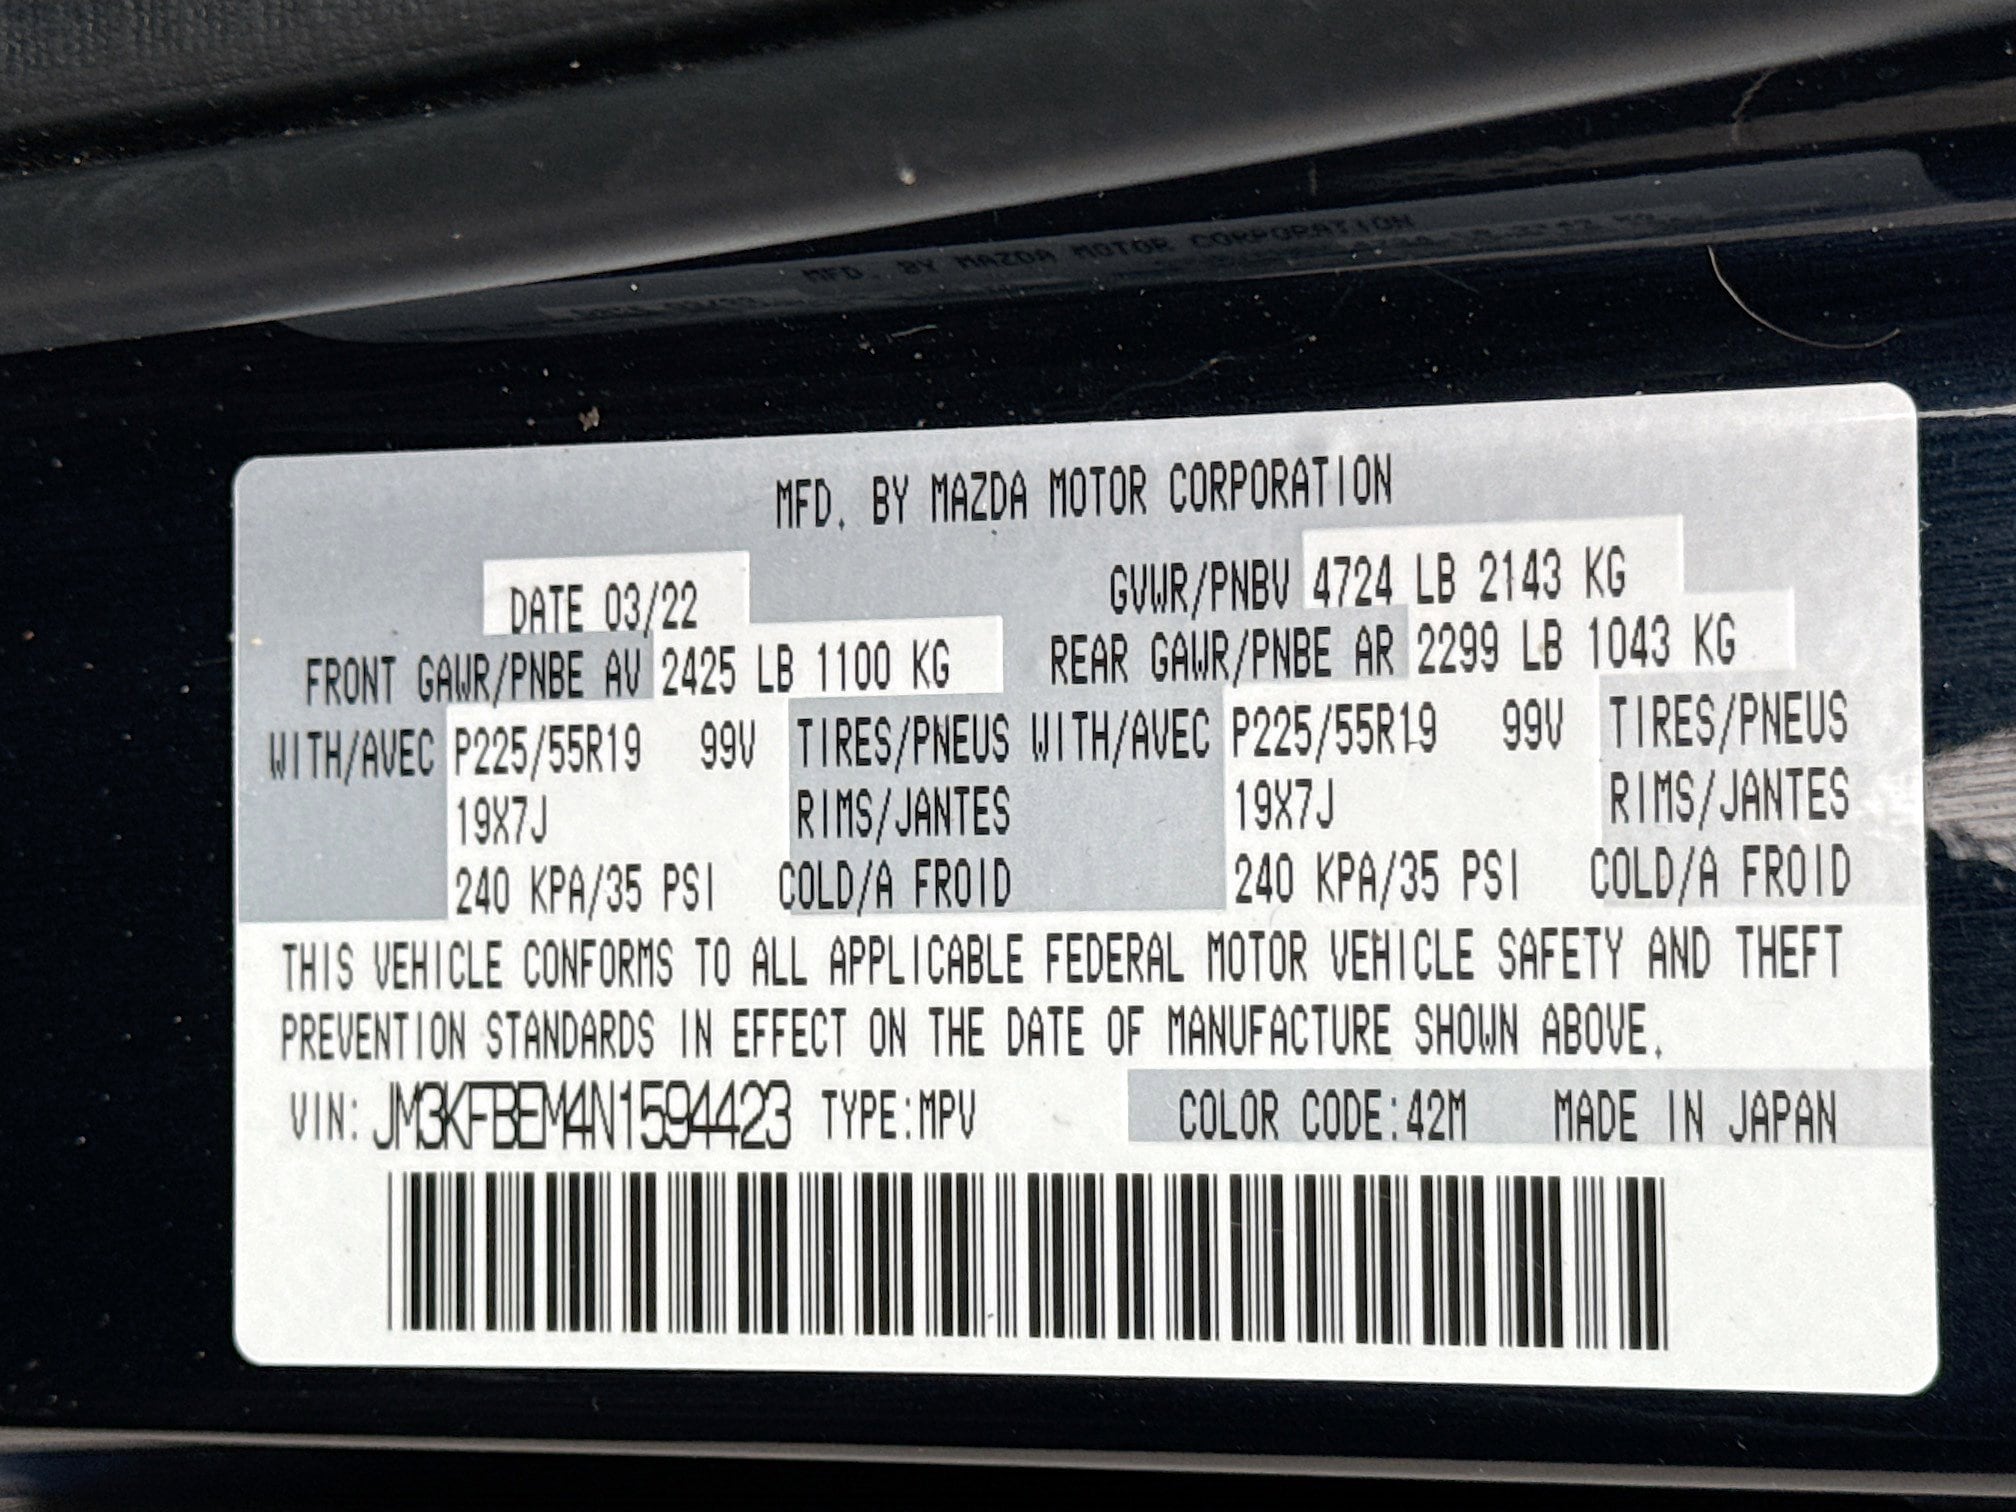 MFD. BY MAZDA MOTOR CORPORATION
DATE 03/22 GVWR/PNBV 4724 LB 2143 KG
FRONT GAWR/PNBE AV 2425 LB 1100 KG REAR GAWR/PNBE AR 2299 LB 1043 KG
WITH/AVEC P225/55R19 99V TIRES/PNEUS WITH/AVEC P225/55R19 99V TIRES/PNEUS
19X7J RIMS/JANTES 19X7J RIMS/JANTES
240 KPA/35 PSI COLD/A FROID 240 KPA/35 PSI COLD/A FROID
THIS VEHICLE CONFORMS TO ALL APPLICABLE FEDERAL MOTOR VEHICLE SAFETY AND THEFT
PREVENTION STANDARDS IN EFFECT ON THE DATE OF MANUFACTURE SHOWN ABOVE.
VIN: JM3KFBEM4N1594423 TYPE:MPV COLOR CODE:42M MADE IN JAPAN